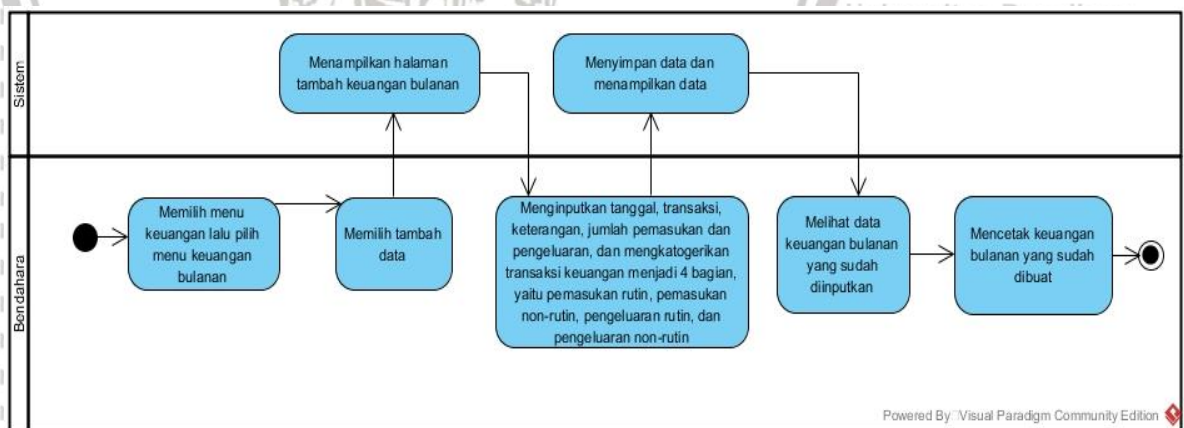 Sistem
Menampilkan halaman
tambah keuangan bulanan
Menyimpan data dan
menampilkan data
Bendahara
Memilih menu
keuangan lalu pilih
menu keuangan
bulanan
Memilih tambah
data
Menginputkan tanggal, transaksi,
keterangan, jumlah pemasukan dan
pengeluaran, dan mengkatogerikan
transaksi keuangan menjadi 4 bagian,
yaitu pemasukan rutin, pemasukan
non-rutin, pengeluaran rutin, dan
pengeluaran non-rutin
Melihat data
keuangan bulanan
yang sudah
diinputkan
Mencetak keuangan
bulanan yang sudah
dibuat
Powered By Visual Paradigm Community Edition